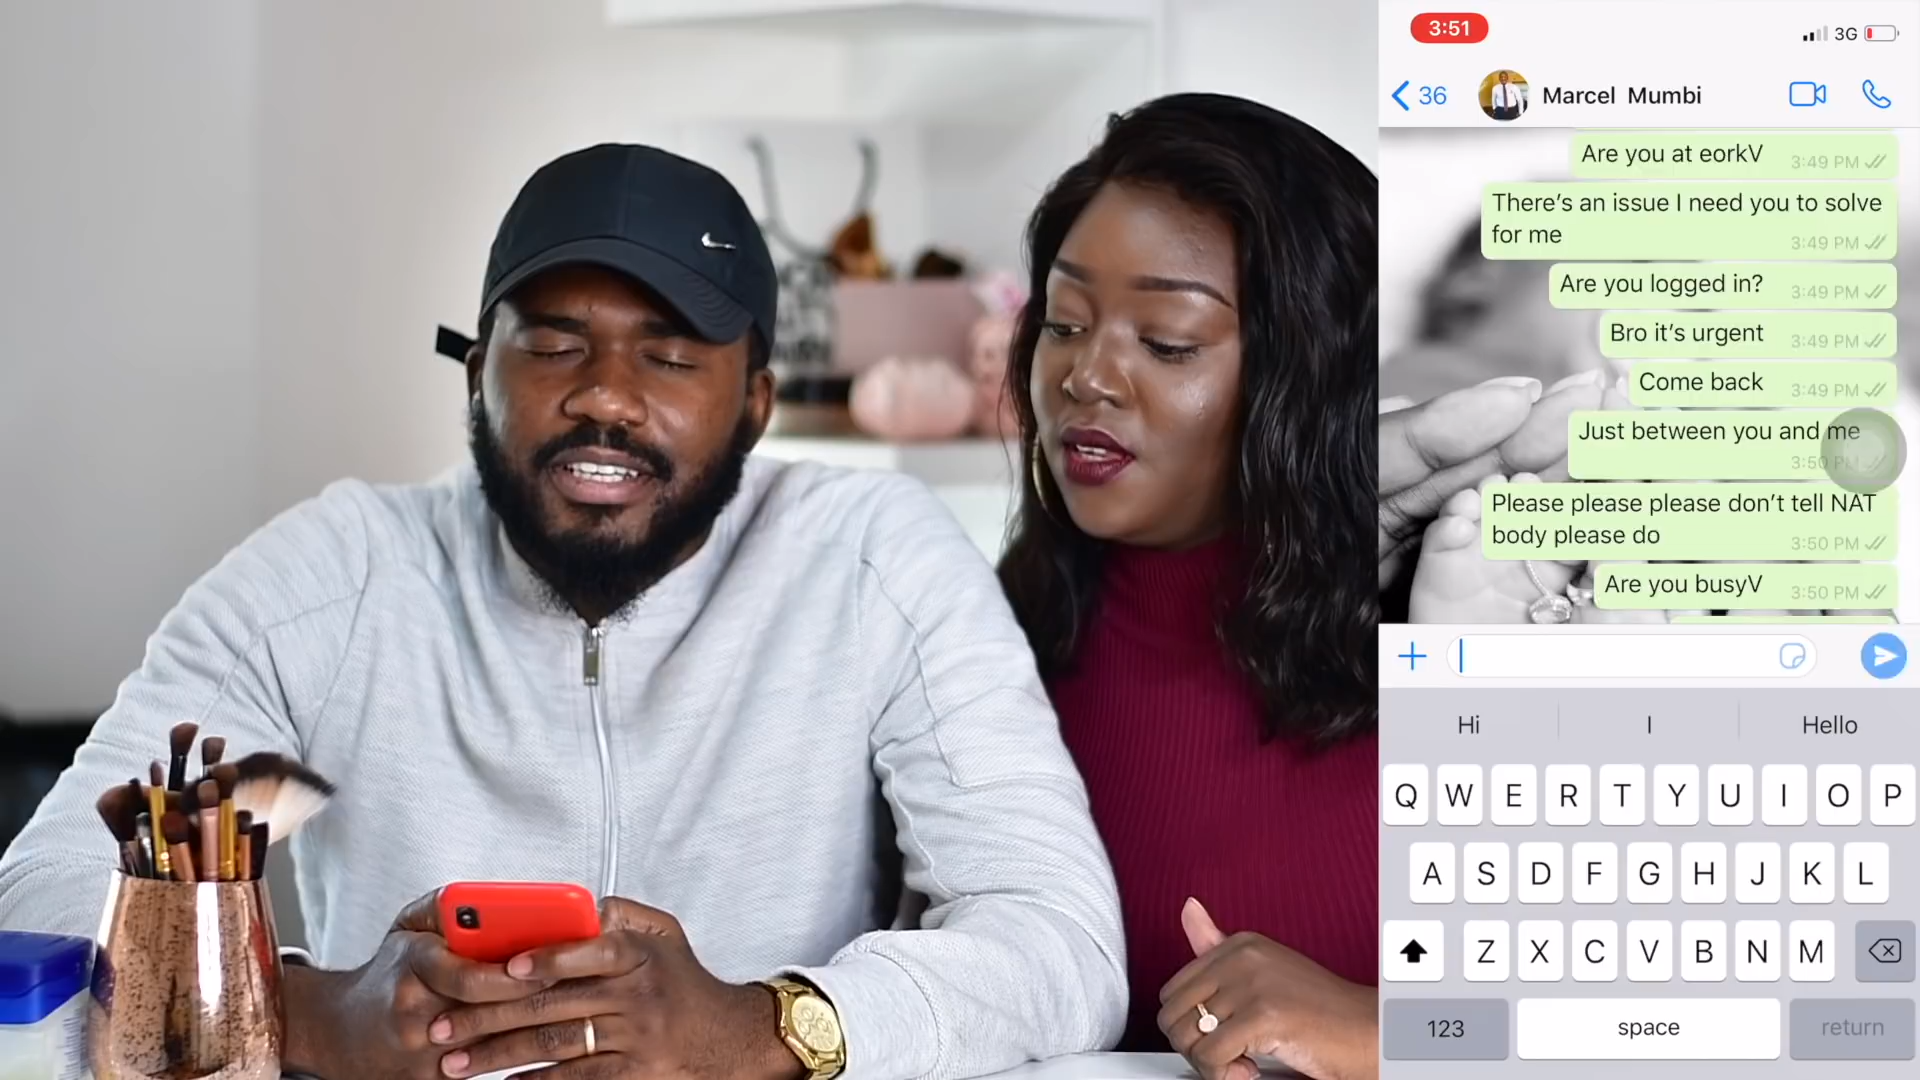 3:51
3G
36
Marcel Mumbi
Are you at eorkV
3:49 PM
There's an issue I need you to solve
for me
3:49 PM
Are you logged in?
3:49 PM
Bro it's urgent
3:49 PM
Come back
3:49 PM
Just between you and me
3:50 PM
Please please please don't tell NAT
body please do
3:50 PM
Are you busyV
3:50 PM
Hi I Hello
Q W E R T Y U I O P
A S D F G H J K L
Z X C V B N M
123 space return